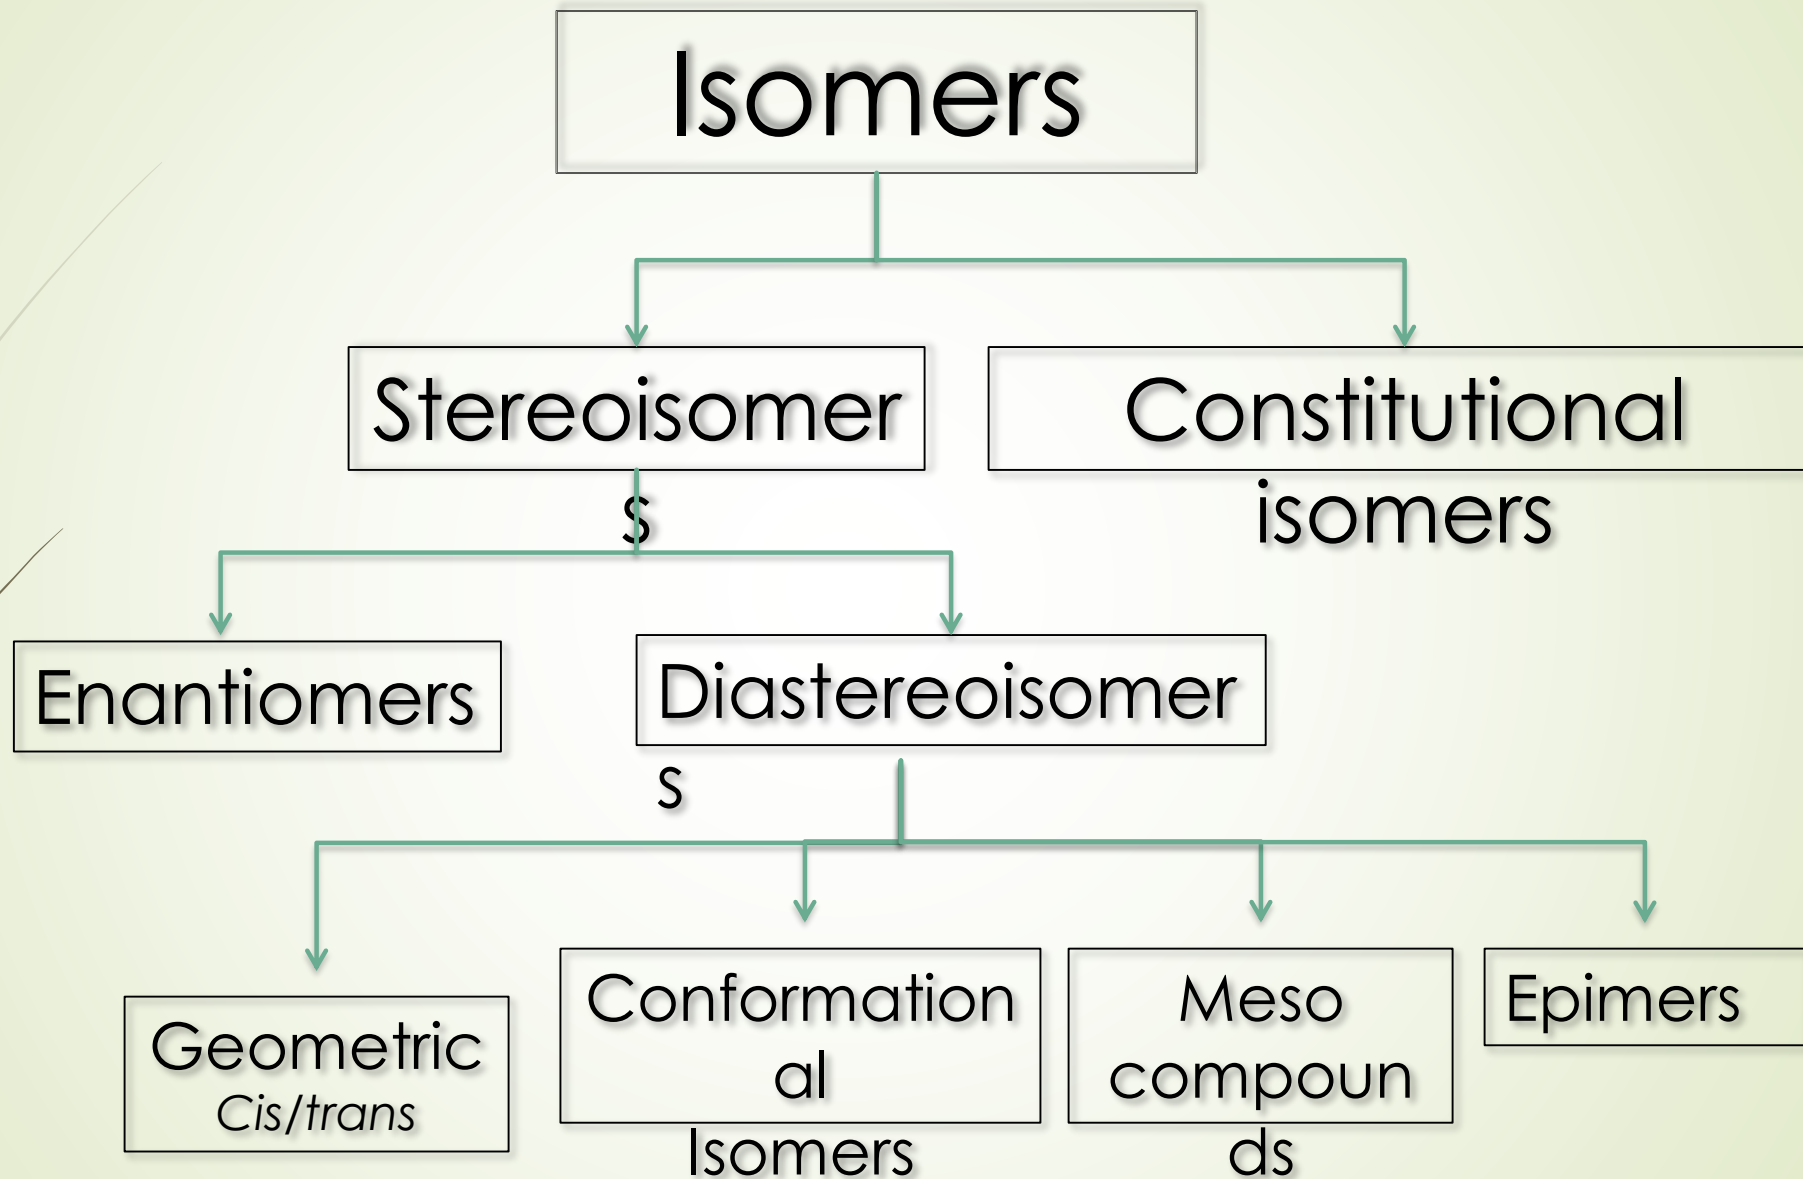 Isomers
Stereoisomer
s
Constitutional
isomers
Enantiomers
Diastereoisomer
s
Geometric
Cis/trans
Conformation
al
Isomers
Meso
compoun
ds
Epimers